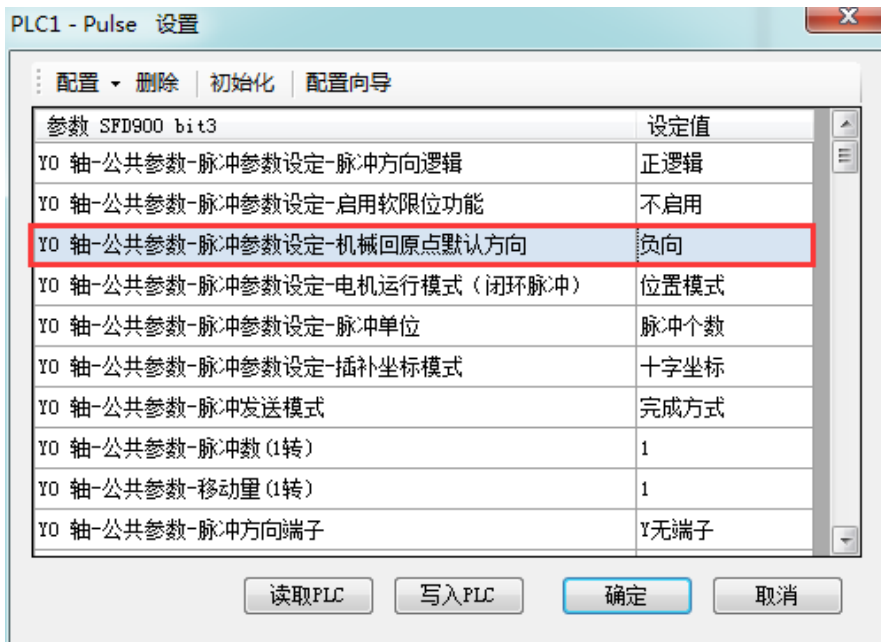 PLC1 - Pulse 设置
配置 删除 初始化 配置向导
参数 SFD900 bit3 设定值
Y0 轴-公共参数-脉冲参数设定-脉冲方向逻辑 正逻辑
Y0 轴-公共参数-脉冲参数设定-启用软限位功能 不启用
Y0 轴-公共参数-脉冲参数设定-机械回原点默认方向 负向
Y0 轴-公共参数-脉冲参数设定-电机运行模式（闭环脉冲） 位置模式
Y0 轴-公共参数-脉冲参数设定-脉冲单位 脉冲个数
Y0 轴-公共参数-脉冲参数设定-插补坐标模式 十字坐标
Y0 轴-公共参数-脉冲发送模式 完成方式
Y0 轴-公共参数-脉冲数(1转) 1
Y0 轴-公共参数-移动量(1转) 1
Y0 轴-公共参数-脉冲方向端子 Y无端子
读取PLC 写入PLC 确定 取消